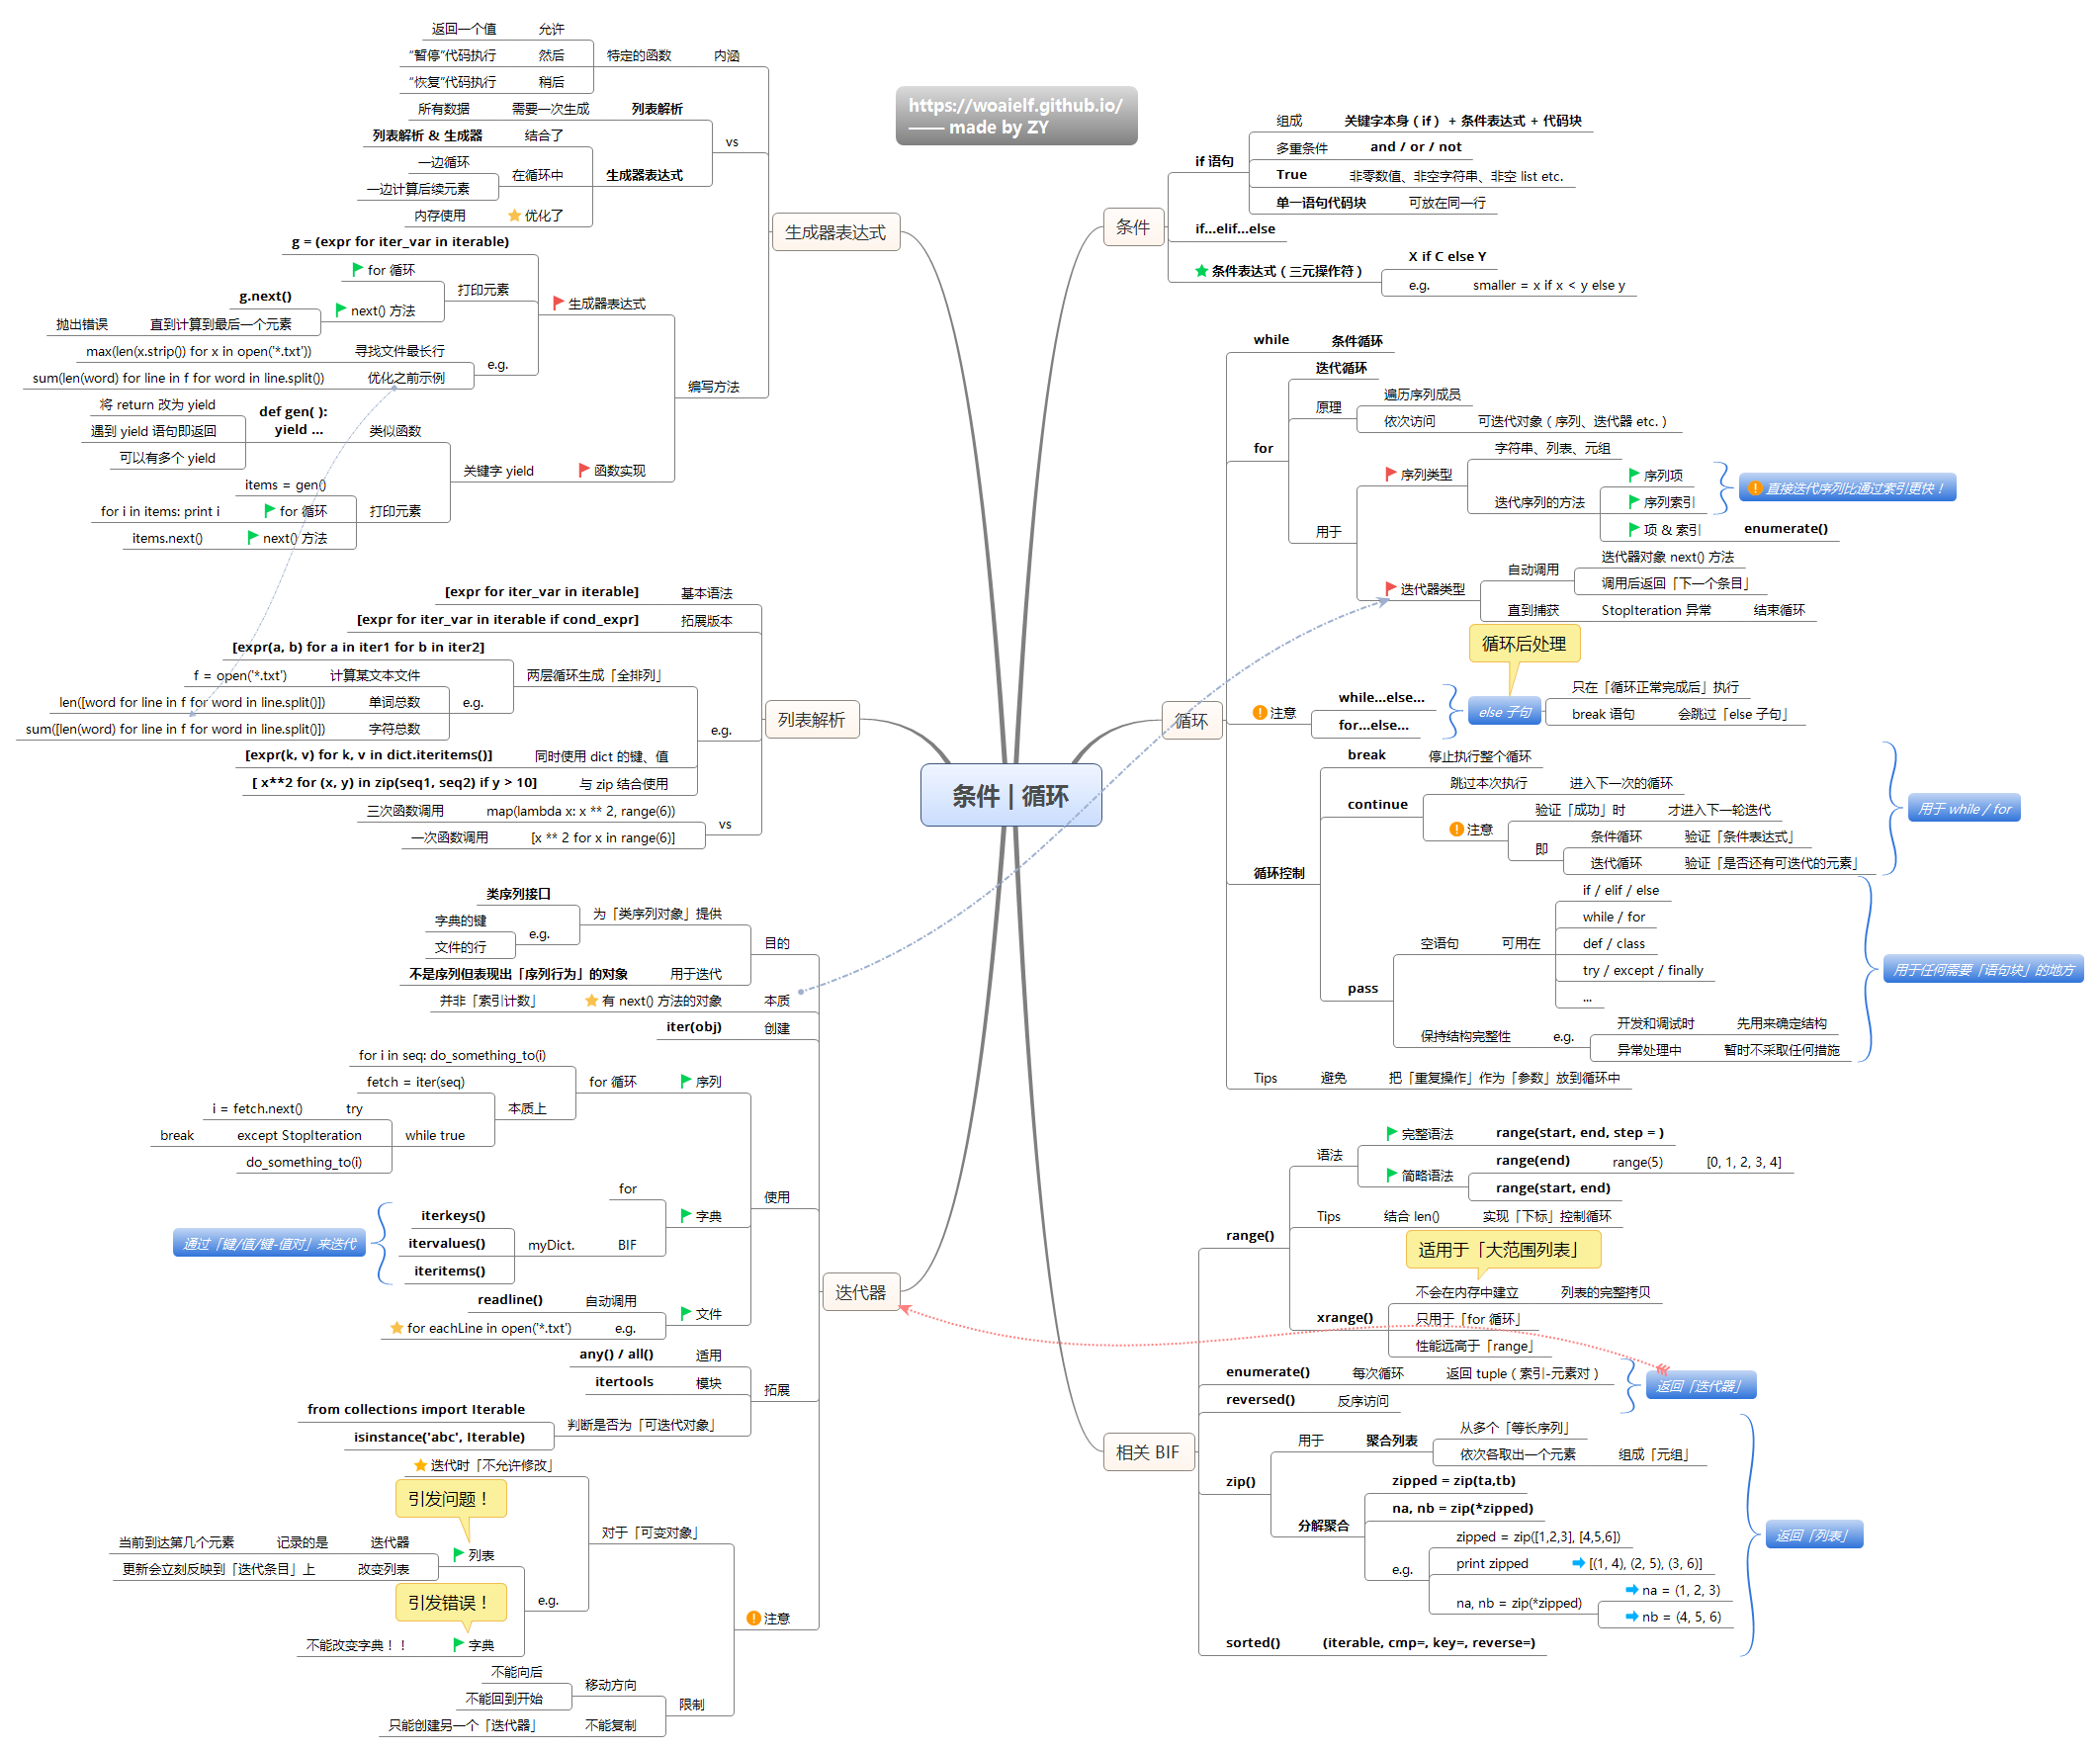 https://woaielf.github.io/
—— made by ZY
条件 | 循环
条件
if 语句
组成 关键字本身（if） + 条件表达式 + 代码块
多重条件 and / or / not
True 非零数值、非空字符串、非空 list etc.
单一语句代码块 可放在同一行
if...elif...else
条件表达式（三元操作符）
X if C else Y
e.g. smaller = x if x < y else y
循环
while 条件循环
for
迭代循环
原理
遍历序列成员
依次访问 可迭代对象（序列、迭代器 etc.）
用于
序列类型
字符串、列表、元组
迭代序列的方法
序列项
序列索引
直接迭代序列比通过索引更快！
项 & 索引 enumerate()
迭代器类型
自动调用
迭代器对象 next() 方法
调用后返回「下一个条目」
直到捕获 StopIteration 异常 结束循环
注意
while...else...
for...else...
循环后处理
else 子句
只在「循环正常完成后」执行
break 语句 会跳过「else 子句」
循环控制
break 停止执行整个循环
continue
跳过本次执行 进入下一次的循环
注意
验证「成功」时 才进入下一轮迭代
即
条件循环 验证「条件表达式」
迭代循环 验证「是否还有可迭代的元素」
用于 while / for
pass
空语句 可用在
if / elif / else
while / for
def / class
try / except / finally
...
保持结构完整性 e.g.
开发和调试时 先用来确定结构
异常处理中 暂时不采取任何措施
用于任何需要「语句块」的地方
Tips 避免 把「重复操作」作为「参数」放到循环中
相关 BIF
range()
语法
完整语法 range(start, end, step = )
简略语法
range(end) range(5) [0, 1, 2, 3, 4]
range(start, end)
Tips 结合 len() 实现「下标」控制循环
适用于「大范围列表」
xrange()
不会在内存中建立 列表的完整拷贝
只用于「for 循环」
性能远高于「range」
enumerate() 每次循环 返回 tuple（索引-元素对）
reversed() 反序访问
返回「迭代器」
zip()
用于 聚合列表
从多个「等长序列」
依次各取出一个元素 组成「元组」
分解聚合
zipped = zip(ta,tb)
na, nb = zip(*zipped)
e.g.
zipped = zip([1,2,3], [4,5,6])
print zipped [(1, 4), (2, 5), (3, 6)]
na, nb = zip(*zipped)
na = (1, 2, 3)
nb = (4, 5, 6)
sorted() (iterable, cmp=, key=, reverse=)
返回「列表」
生成器表达式
内涵
特定的函数
允许 返回一个值
然后 “暂停”代码执行
稍后 “恢复”代码执行
vs
列表解析 需要一次生成 所有数据
生成器表达式
结合了 列表解析 & 生成器
在循环中
一边循环
一边计算后续元素
优化了 内存使用
编写方法
生成器表达式
g = (expr for iter_var in iterable)
打印元素
for 循环
next() 方法
g.next()
直到计算到最后一个元素 抛出错误
e.g.
寻找文件最长行 max(len(x.strip()) for x in open('*.txt'))
优化之前示例 sum(len(word) for line in f for word in line.split())
函数实现
关键字 yield
类似函数
def gen( ):
yield ...
将 return 改为 yield
遇到 yield 语句即返回
可以有多个 yield
打印元素
items = gen()
for 循环 for i in items: print i
next() 方法 items.next()
列表解析
基本语法 [expr for iter_var in iterable]
拓展版本 [expr for iter_var in iterable if cond_expr]
e.g.
两层循环生成「全排列」
[expr(a, b) for a in iter1 for b in iter2]
e.g.
计算某文本文件 f = open('*.txt')
单词总数 len([word for line in f for word in line.split()])
字符总数 sum([len(word) for line in f for word in line.split()])
同时使用 dict 的键、值 [expr(k, v) for k, v in dict.iteritems()]
与 zip 结合使用 [ x**2 for (x, y) in zip(seq1, seq2) if y > 10]
vs
map(lambda x: x ** 2, range(6)) 三次函数调用
[x ** 2 for x in range(6)] 一次函数调用
迭代器
目的
为「类序列对象」提供
类序列接口
e.g.
字典的键
文件的行
用于迭代 不是序列但表现出「序列行为」的对象
本质 有 next() 方法的对象 并非「索引计数」
创建 iter(obj)
使用
序列
for 循环
for i in seq: do_something_to(i)
本质上
fetch = iter(seq)
while true
try i = fetch.next()
except StopIteration break
do_something_to(i)
字典
for
BIF myDict.
iterkeys()
itervalues()
iteritems()
通过「键/值/键-值对」来迭代
文件
自动调用 readline()
e.g. for eachLine in open('*.txt')
拓展
适用 any() / all()
模块 itertools
判断是否为「可迭代对象」
from collections import Iterable
isinstance('abc', Iterable)
注意
对于「可变对象」
迭代时「不允许修改」
e.g.
引发问题！
列表
迭代器 记录的是 当前到达第几个元素
改变列表 更新会立刻反映到「迭代条目」上
引发错误！
字典 不能改变字典！！
限制
移动方向
不能向后
不能回到开始
不能复制 只能创建另一个「迭代器」